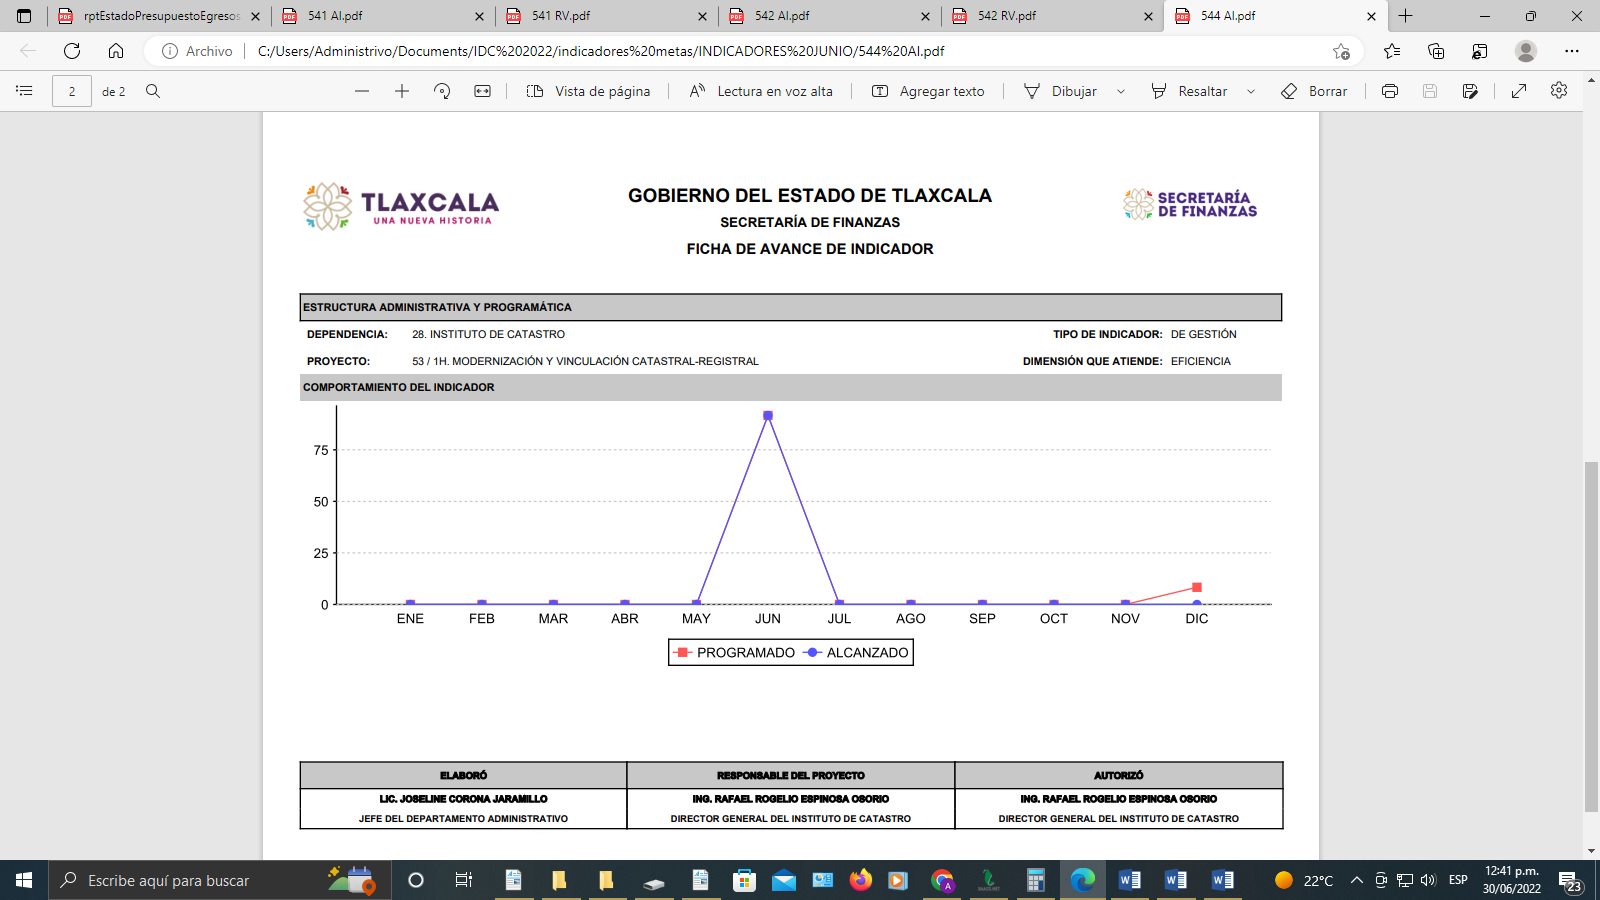 rptEstadoPresupuestoEgresos
541 AI.pdf
541 RV.pdf
542 AI.pdf
542 RV.pdf
544 AI.pdf
Archivo
C:/Users/Administrivo/Documents/IDC%202022/indicadores%20metas/INDICADORES%20JUNIO/544%20AI.pdf
2
de 2
Vista de página
Lectura en voz alta
Agregar texto
Dibujar
Resaltar
Borrar
TLAXCALA
UNA NUEVA HISTORIA
GOBIERNO DEL ESTADO DE TLAXCALA
SECRETARÍA DE FINANZAS
FICHA DE AVANCE DE INDICADOR
SECRETARÍA
DE FINANZAS
ESTRUCTURA ADMINISTRATIVA Y PROGRAMÁTICA
DEPENDENCIA: 28. INSTITUTO DE CATASTRO TIPO DE INDICADOR: DE GESTIÓN
PROYECTO: 53 / 1H. MODERNIZACIÓN Y VINCULACIÓN CATASTRAL-REGISTRAL DIMENSIÓN QUE ATIENDE: EFICIENCIA
COMPORTAMIENTO DEL INDICADOR
75
50
25
0
ENE FEB MAR ABR MAY JUN JUL AGO SEP OCT NOV DIC
PROGRAMADO ALCANZADO
ELABORÓ RESPONSABLE DEL PROYECTO AUTORIZÓ
LIC. JOSELINE CORONA JARAMILLO ING. RAFAEL ROGELIO ESPINOSA OSORIO ING. RAFAEL ROGELIO ESPINOSA OSORIO
JEFE DEL DEPARTAMENTO ADMINISTRATIVO DIRECTOR GENERAL DEL INSTITUTO DE CATASTRO DIRECTOR GENERAL DEL INSTITUTO DE CATASTRO
Escribe aquí para buscar
22°C
ESP
12:41 p.m.
30/06/2022
23